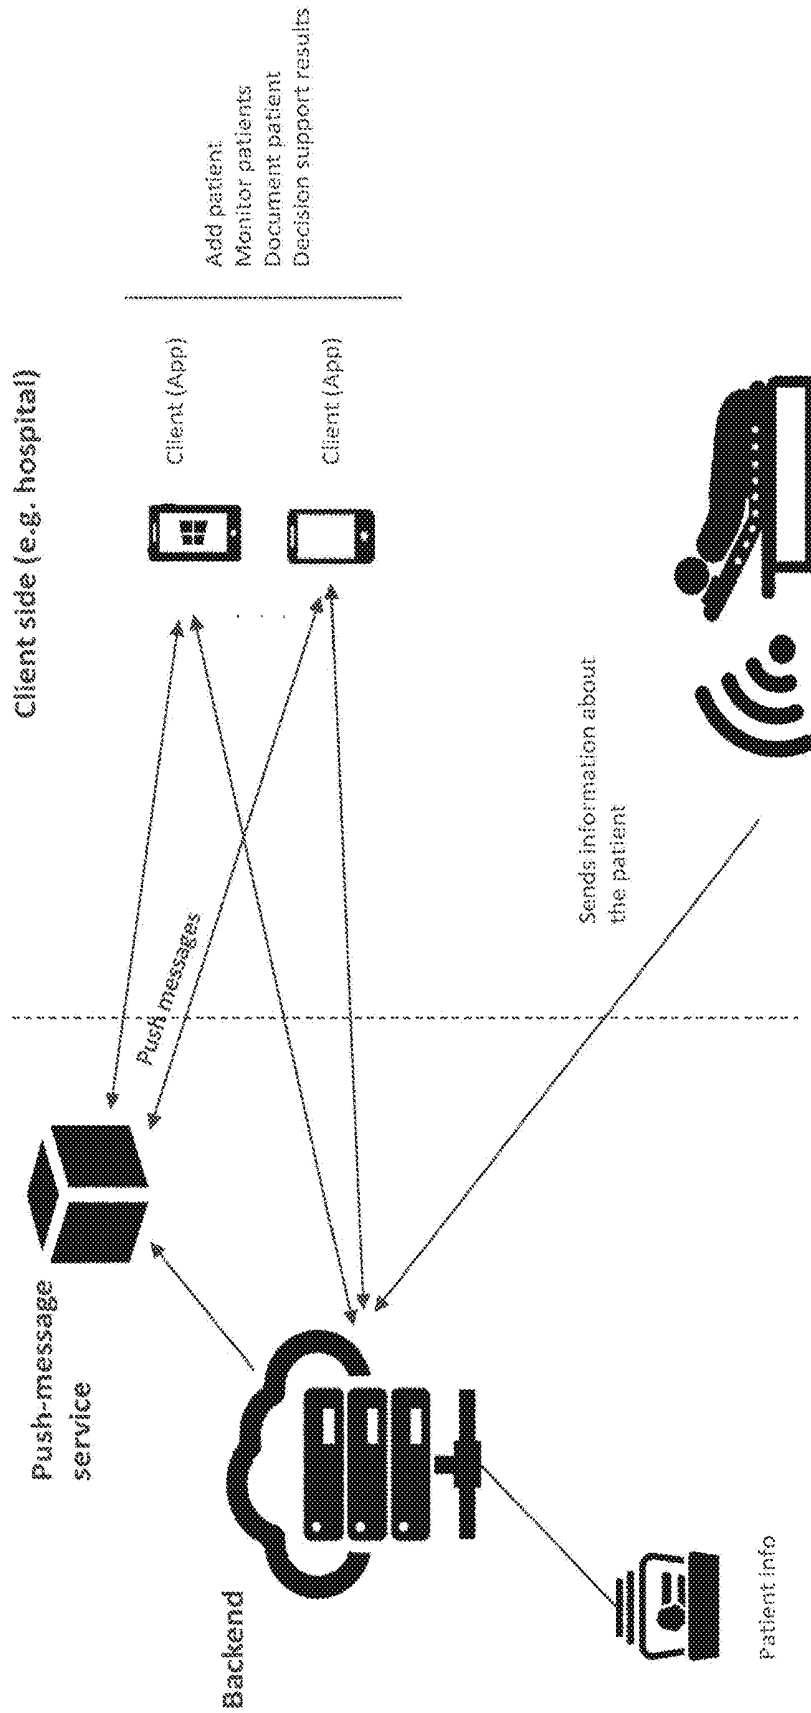 Client side (e.g. hospital)
Push-message
service
Push messages
Client (App)
Client (App)
Add patient
Monitor patients
Document patient
Decision support results
Backend
Sends information about
the patient
Patient info